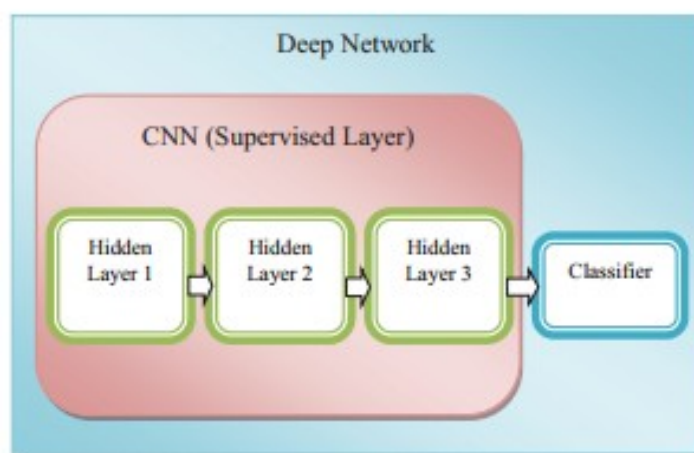 Deep Network
CNN (Supervised Layer)
Hidden
Layer 1
Hidden
Layer 2
Hidden
Layer 3
Classifier